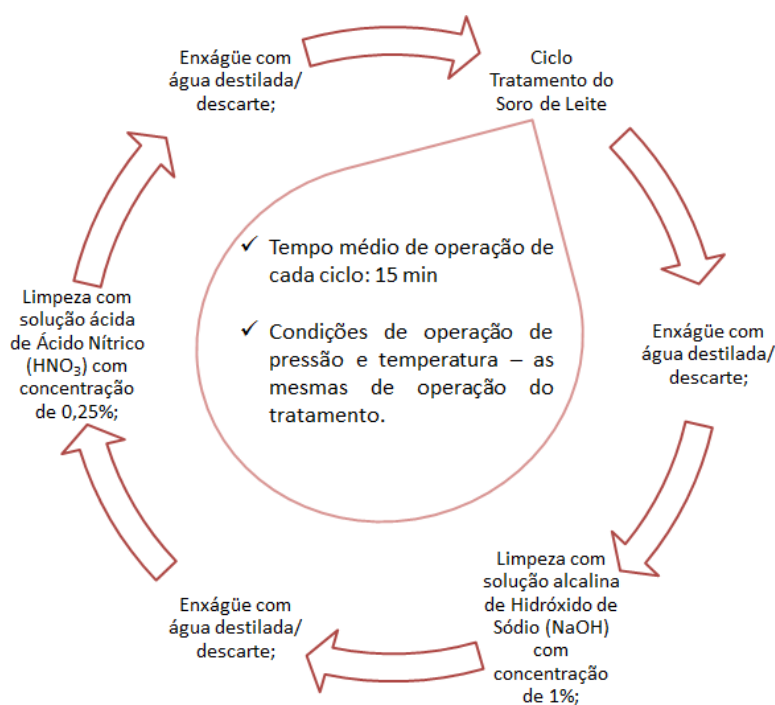 Ciclo
Tratamento do
Soro de Leite
Enxágüe com
água destilada/
descarte;
Limpeza com
solução alcalina
de Hidróxido de
Sódio (NaOH)
com
concentração
de 1%;
Enxágüe com
água destilada/
descarte;
Limpeza com
solução ácida
de Ácido Nítrico
(HNO₃) com
concentração
de 0,25%;
Enxágüe com
água destilada/
descarte;
✓ Tempo médio de operação de
cada ciclo: 15 min
✓ Condições de operação de
pressão e temperatura – as
mesmas de operação do
tratamento.